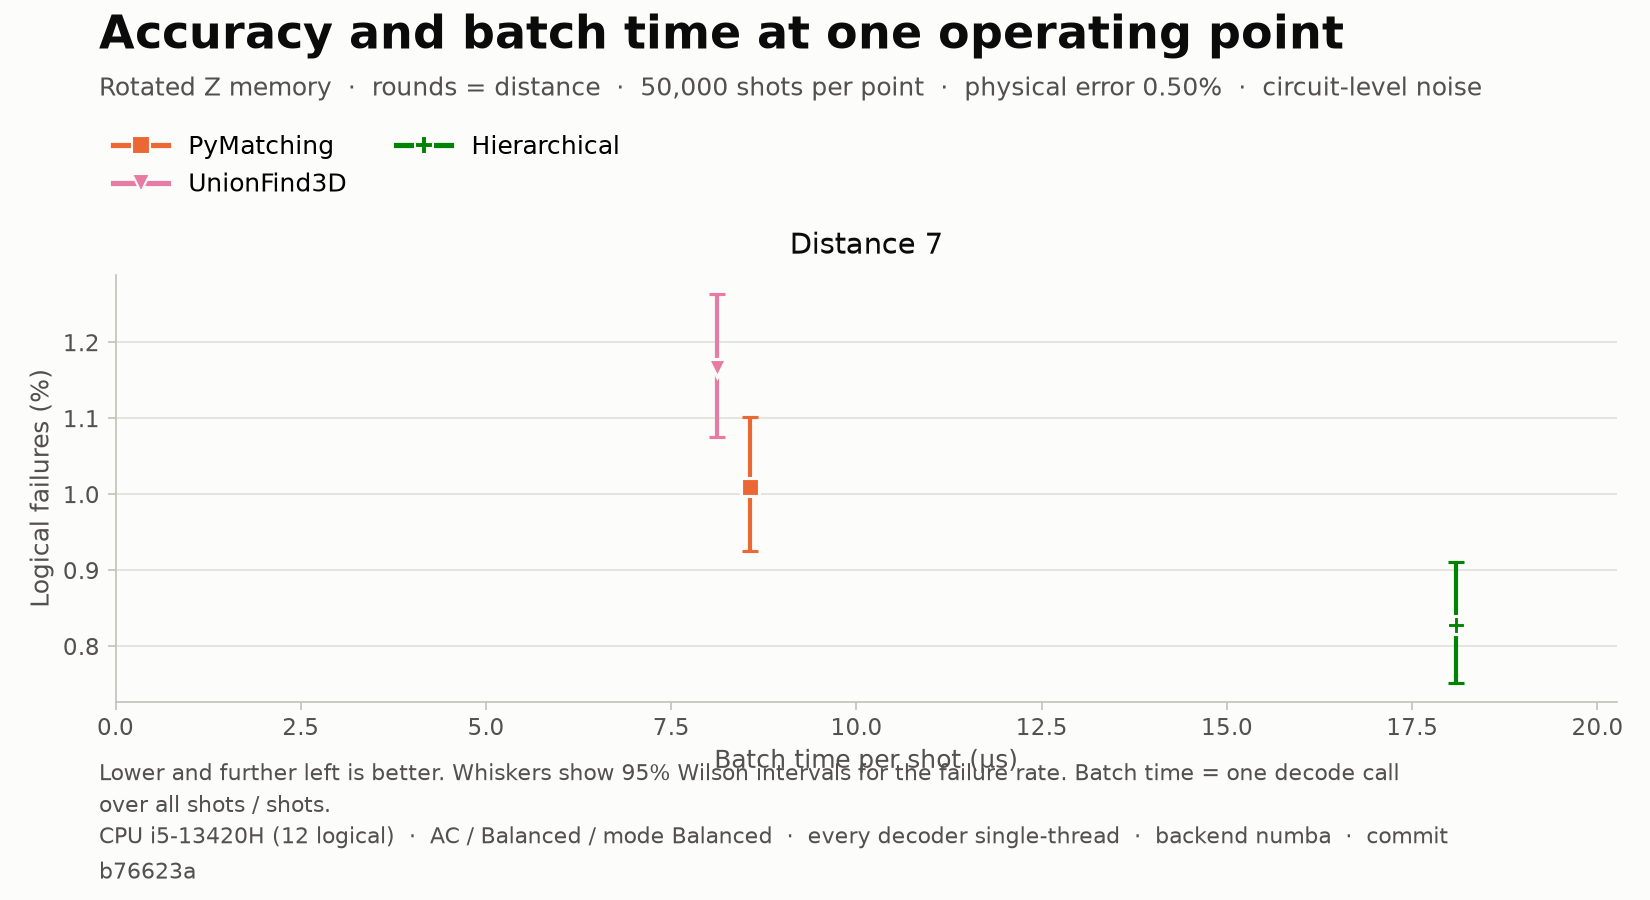 Accuracy and batch time at one operating point
Rotated Z memory · rounds = distance · 50,000 shots per point · physical error 0.50% · circuit-level noise
PyMatching
Hierarchical
UnionFind3D
Distance 7
Logical failures (%)
1.2
1.1
1.0
0.9
0.8
0.0 2.5 5.0 7.5 10.0 12.5 15.0 17.5 20.0
Batch time per shot (µs)
Lower and further left is better. Whiskers show 95% Wilson intervals for the failure rate. Batch time = one decode call
over all shots / shots.
CPU i5-13420H (12 logical) · AC / Balanced / mode Balanced · every decoder single-thread · backend numba · commit
b76623a